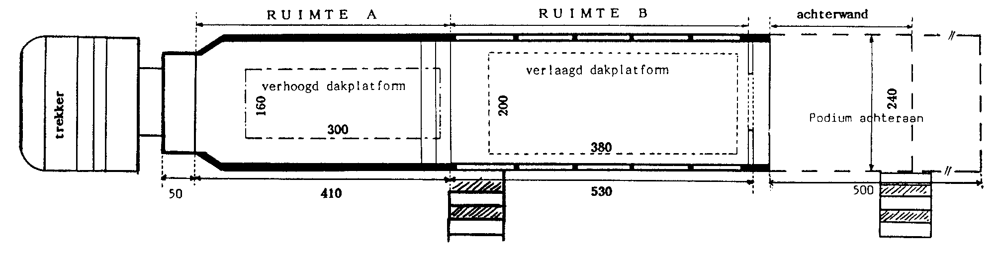 RUIMTE A
RUIMTE B
achterwand
trekker
verhoogd dakplatform
160
300
verlaagd dakplatform
200
380
240
Podium achteraan
50
410
530
500